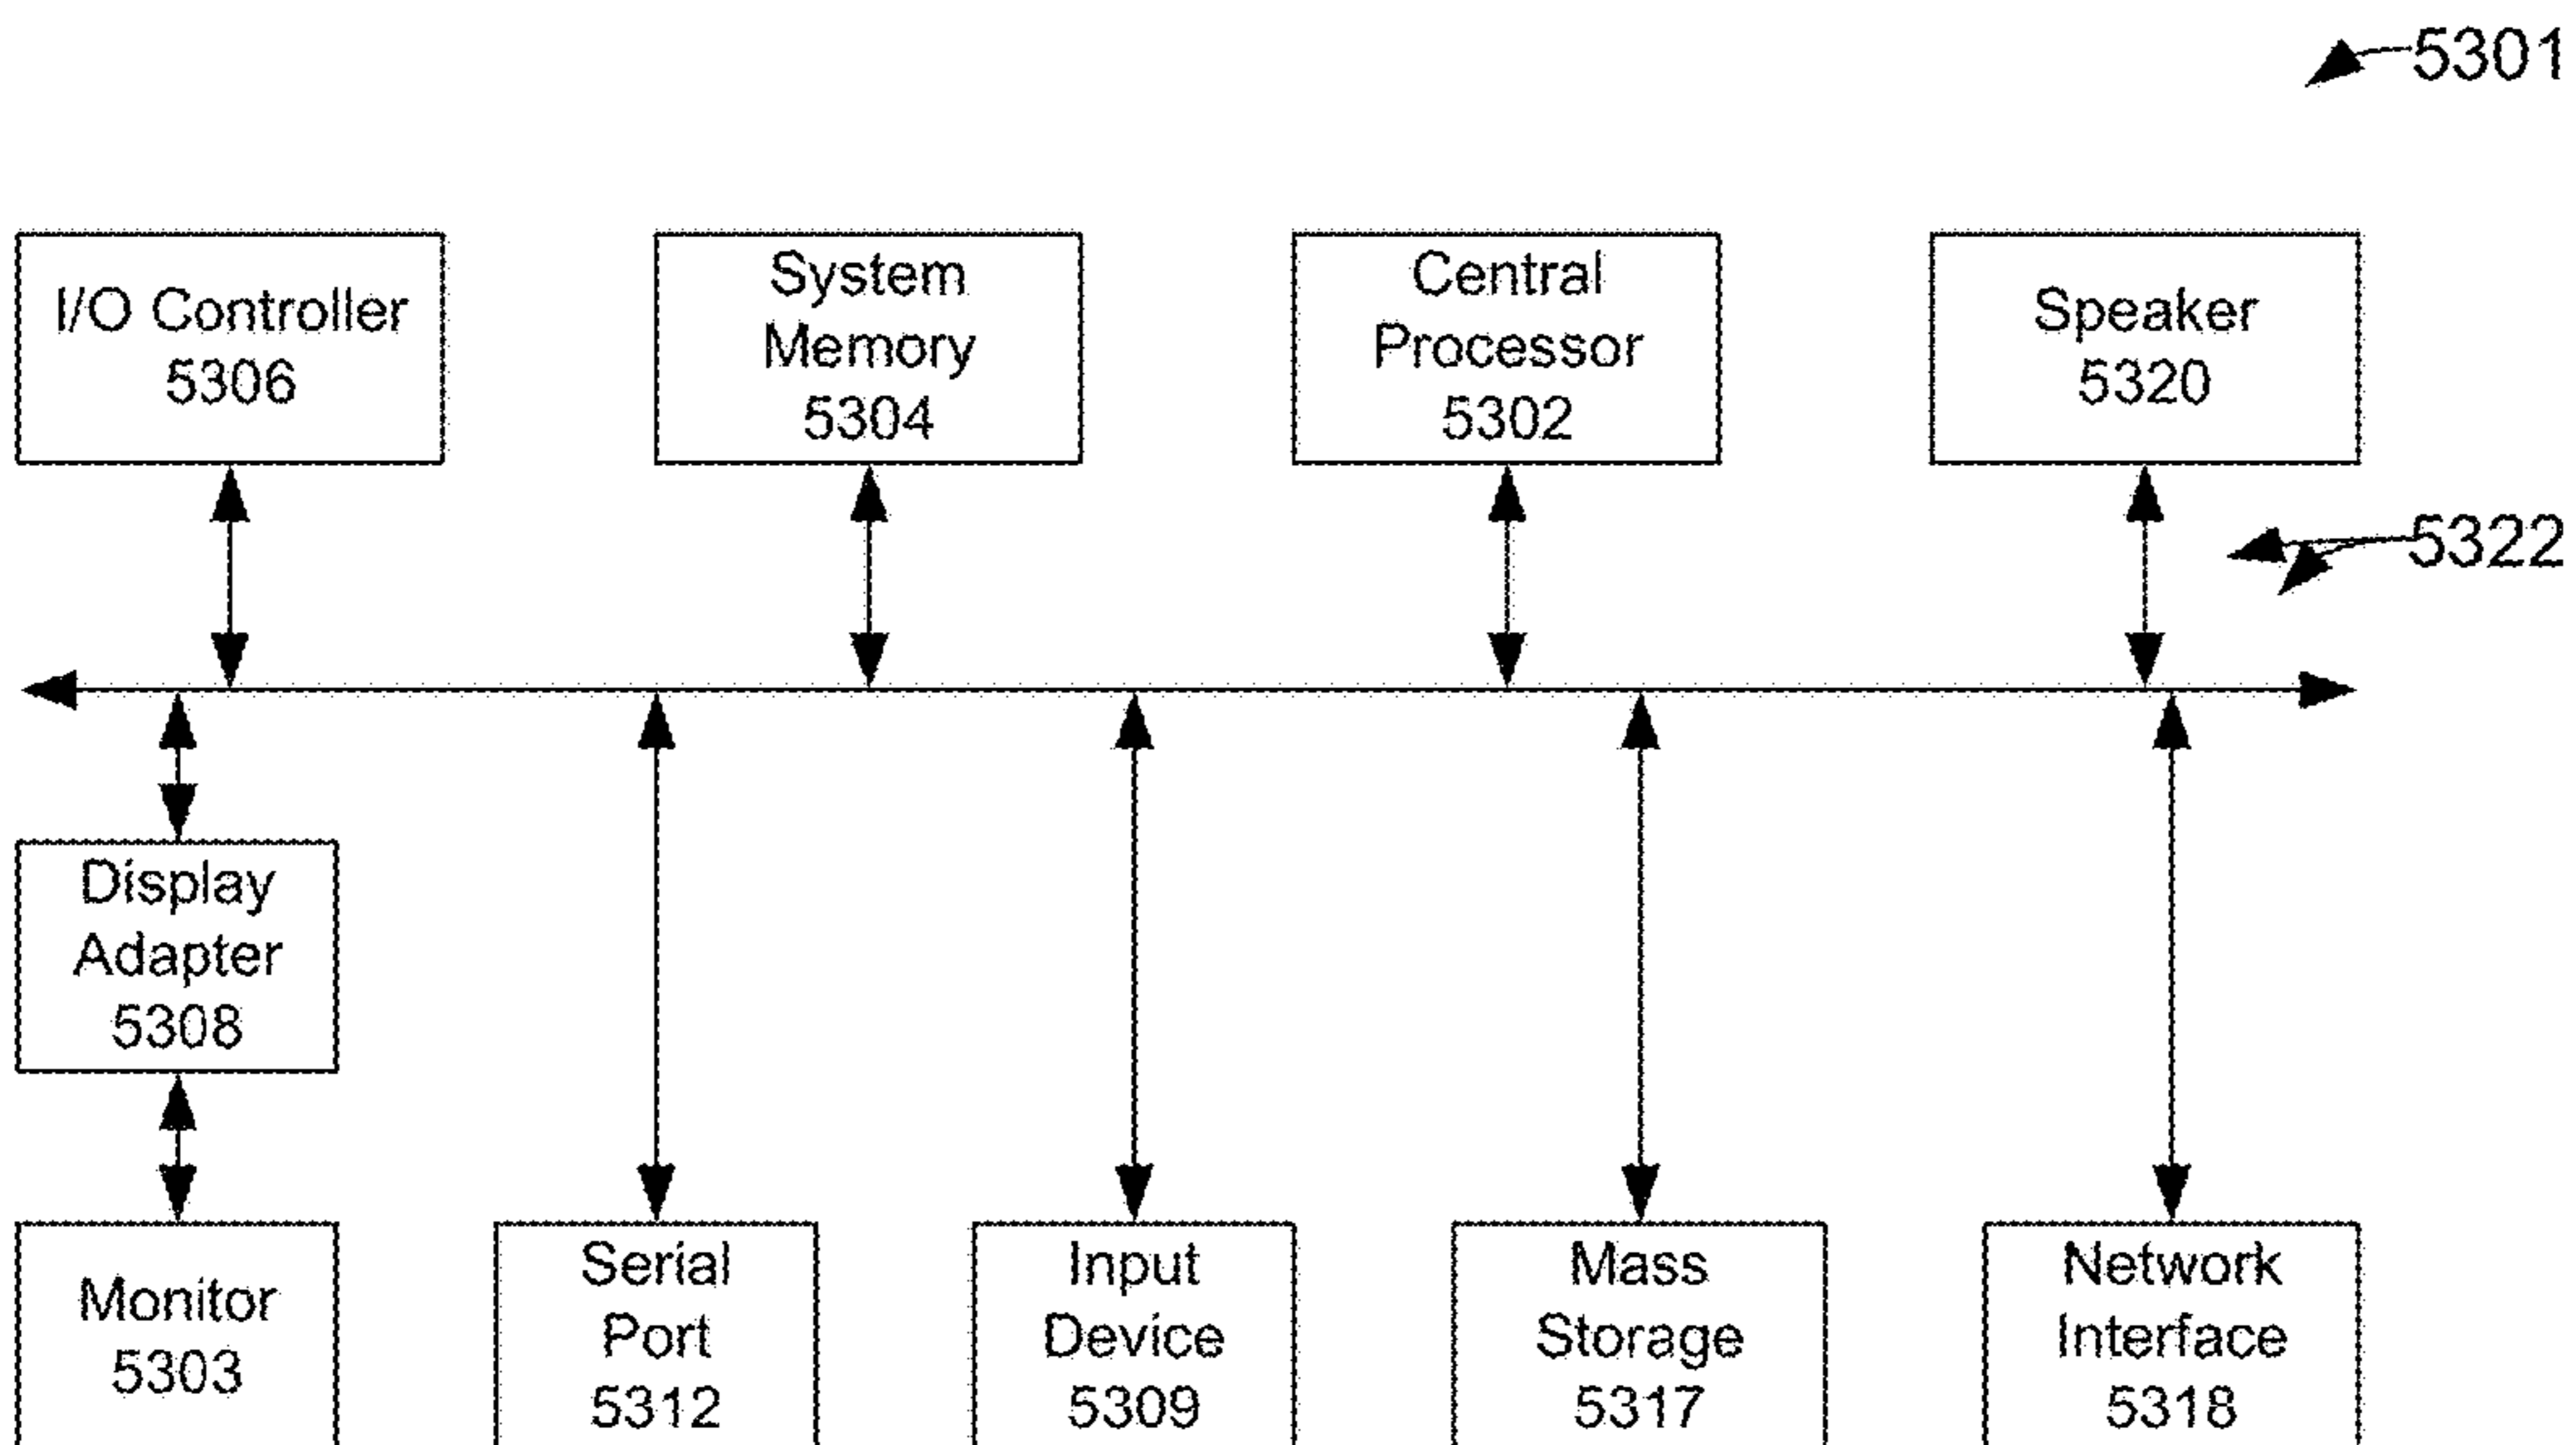 5301
I/O Controller
5306
System
Memory
5304
Central
Processor
5302
Speaker
5320
5322
Display
Adapter
5308
Monitor
5303
Serial
Port
5312
Input
Device
5309
Mass
Storage
5317
Network
Interface
5318